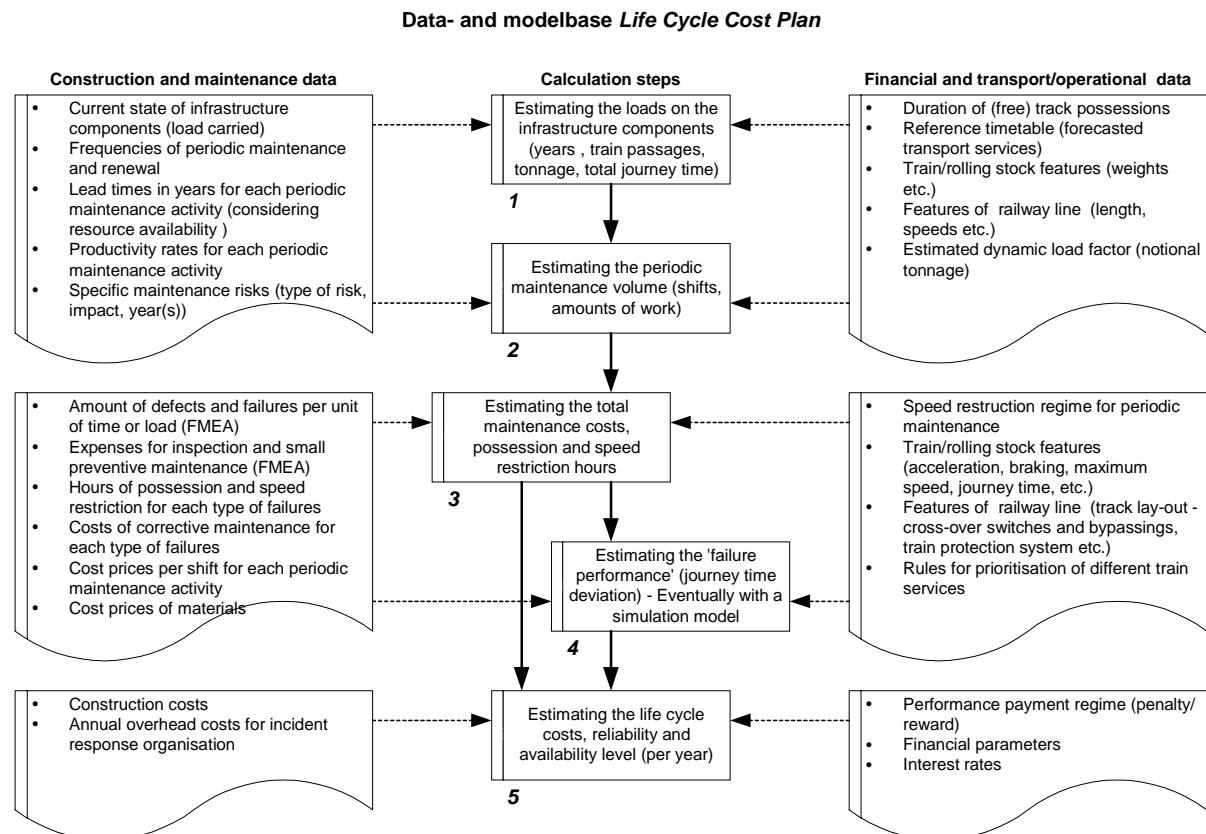 Data- and modelbase Life Cycle Cost Plan
Construction and maintenance data
• Current state of infrastructure
components (load carried)
• Frequencies of periodic maintenance
and renewal
• Lead times in years for each periodic
maintenance activity (considering
resource availability )
• Productivity rates for each periodic
maintenance activity
• Specific maintenance risks (type of risk,
impact, year(s))
• Amount of defects and failures per unit
of time or load (FMEA)
• Expenses for inspection and small
preventive maintenance (FMEA)
• Hours of possession and speed
restriction for each type of failures
• Costs of corrective maintenance for
each type of failures
• Cost prices per shift for each periodic
maintenance activity
• Cost prices of materials
• Construction costs
• Annual overhead costs for incident
response organisation
Calculation steps
Estimating the loads on the
infrastructure components
(years , train passages,
tonnage, total journey time)
1
Estimating the periodic
maintenance volume (shifts,
amounts of work)
2
Estimating the total
maintenance costs,
possession and speed
restriction hours
3
Estimating the 'failure
performance' (journey time
deviation) - Eventually with a
simulation model
4
Estimating the life cycle
costs, reliability and
availability level (per year)
5
Financial and transport/operational data
• Duration of (free) track possessions
• Reference timetable (forecasted
transport services)
• Train/rolling stock features (weights
etc.)
• Features of railway line (length,
speeds etc.)
• Estimated dynamic load factor (notional
tonnage)
• Speed restruction regime for periodic
maintenance
• Train/rolling stock features
(acceleration, braking, maximum
speed, journey time, etc.)
• Features of railway line (track lay-out -
cross-over switches and bypassings,
train protection system etc.)
• Rules for prioritisation of different train
services
• Performance payment regime (penalty/
reward)
• Financial parameters
• Interest rates